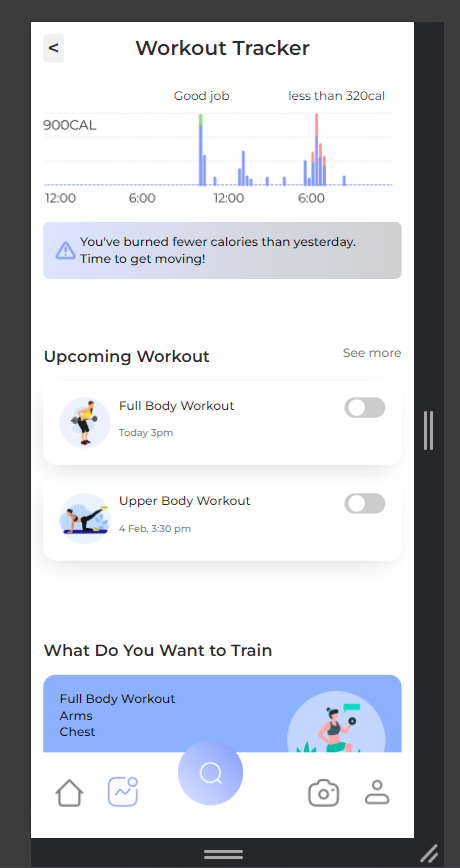 <
Workout Tracker
Good job
less than 320cal
900CAL
12:00 6:00 12:00 6:00
You've burned fewer calories than yesterday.
Time to get moving!
Upcoming Workout
See more
Full Body Workout
Today 3pm
Upper Body Workout
4 Feb, 3:30 pm
What Do You Want to Train
Full Body Workout
Arms
Chest